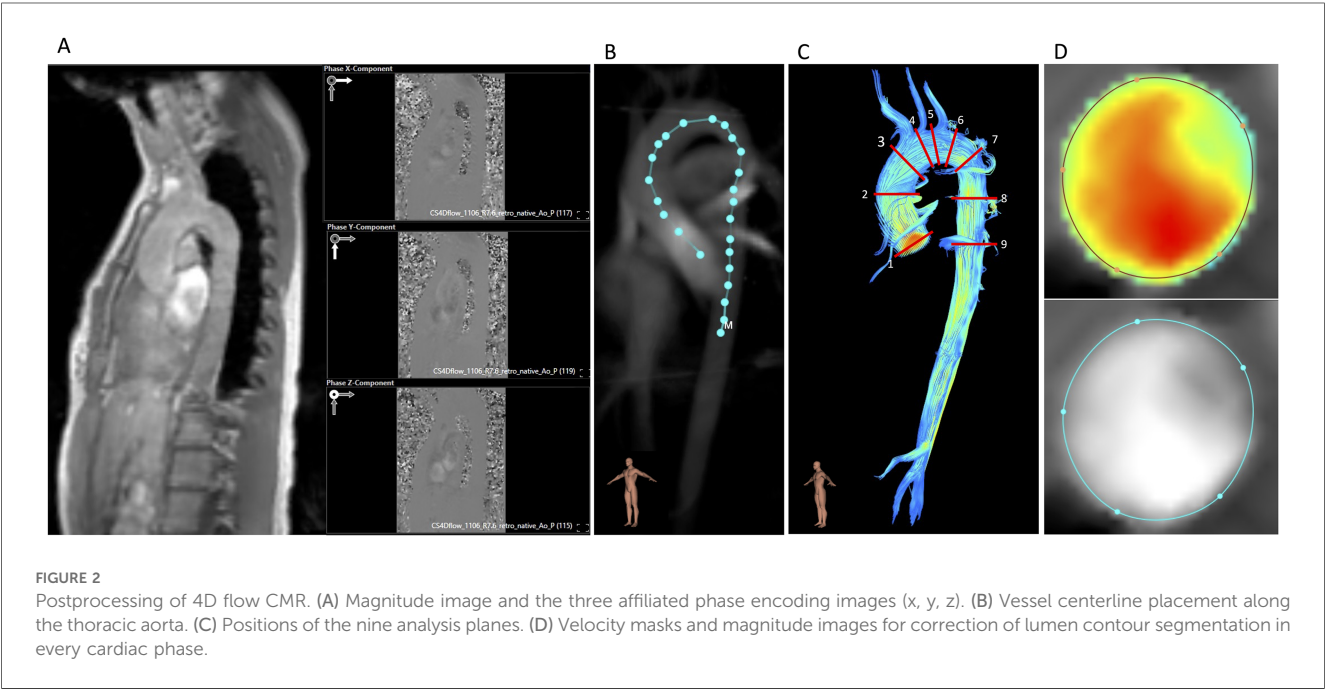 A
B
C
D
Phase X-Component
CS4Dflow_1106_R7.6_retro_native_Ao_P (117)
Phase Y-Component
CS4Dflow_1106_R7.6_retro_native_Ao_P (119)
Phase Z-Component
CS4Dflow_1106_R7.6_retro_native_Ao_P (115)
M
1
2
3
4
5
6
7
8
9
FIGURE 2
Postprocessing of 4D flow CMR. (A) Magnitude image and the three affiliated phase encoding images (x, y, z). (B) Vessel centerline placement along
the thoracic aorta. (C) Positions of the nine analysis planes. (D) Velocity masks and magnitude images for correction of lumen contour segmentation in
every cardiac phase.